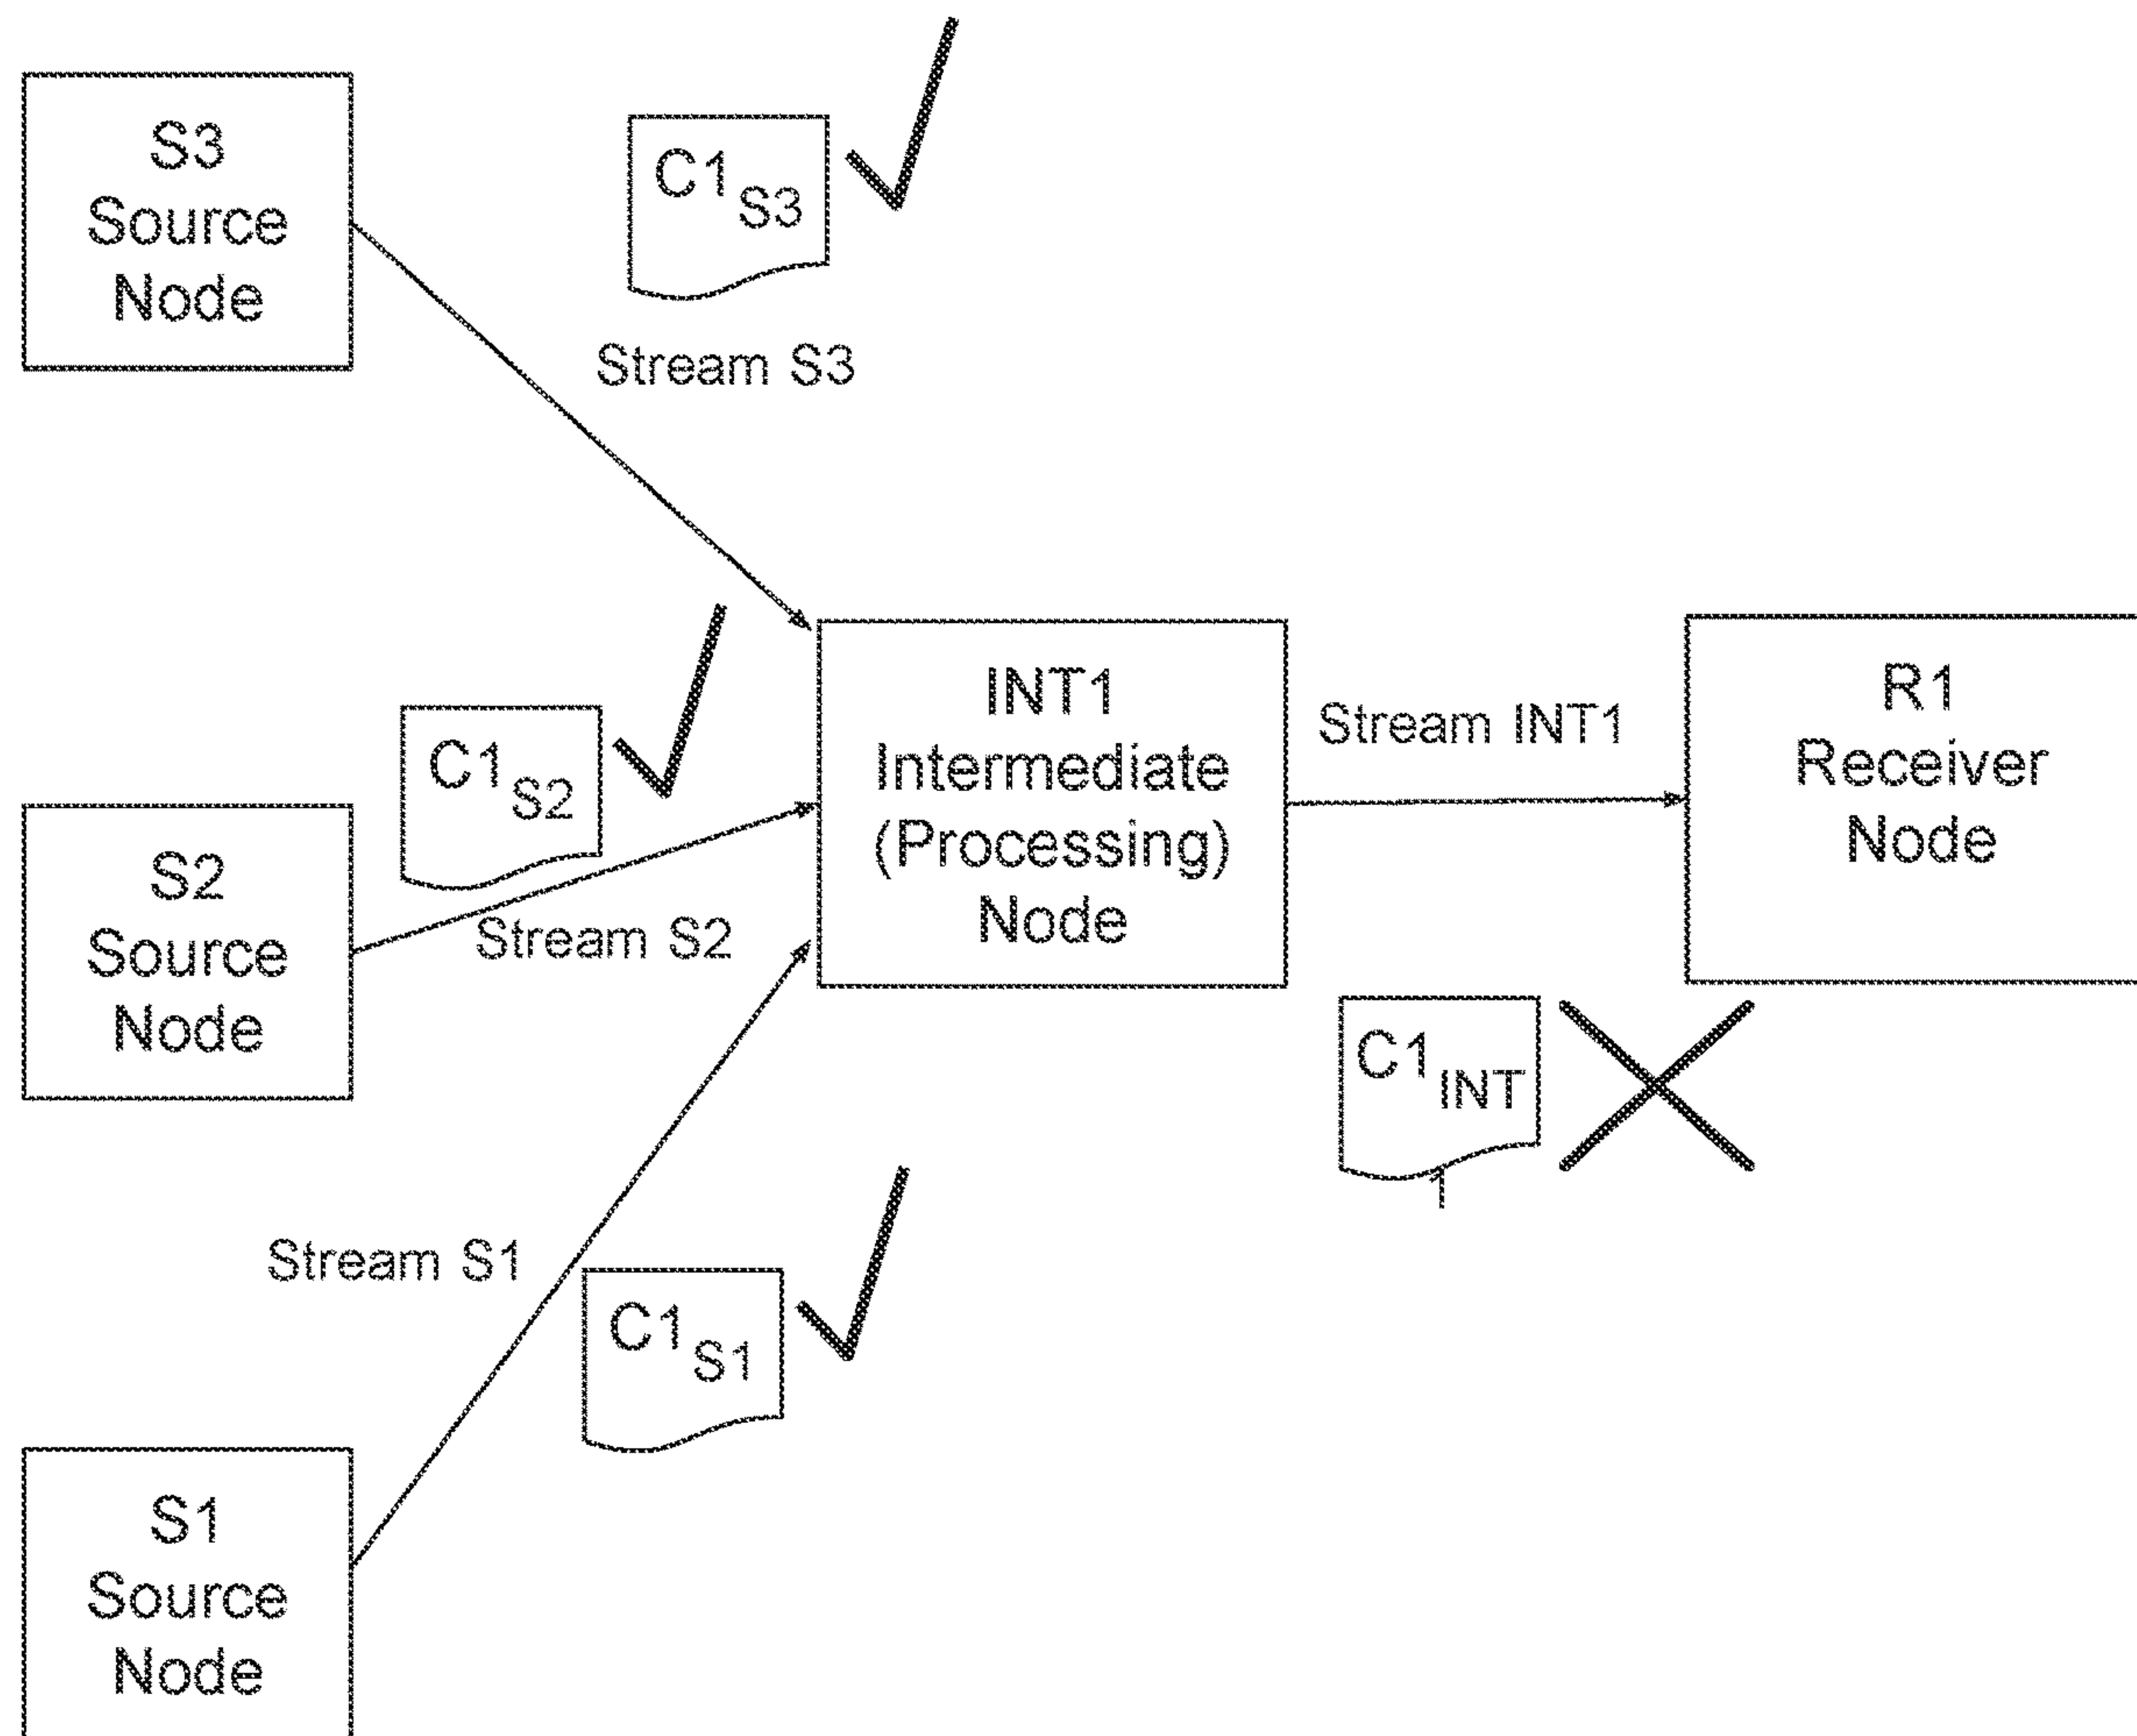 S3
Source
Node
C1S3
Stream S3
C1S2
S2
Source
Node
Stream S2
INT1
Intermediate
(Processing)
Node
Stream INT1
R1
Receiver
Node
C1INT
1
Stream S1
C1S1
S1
Source
Node